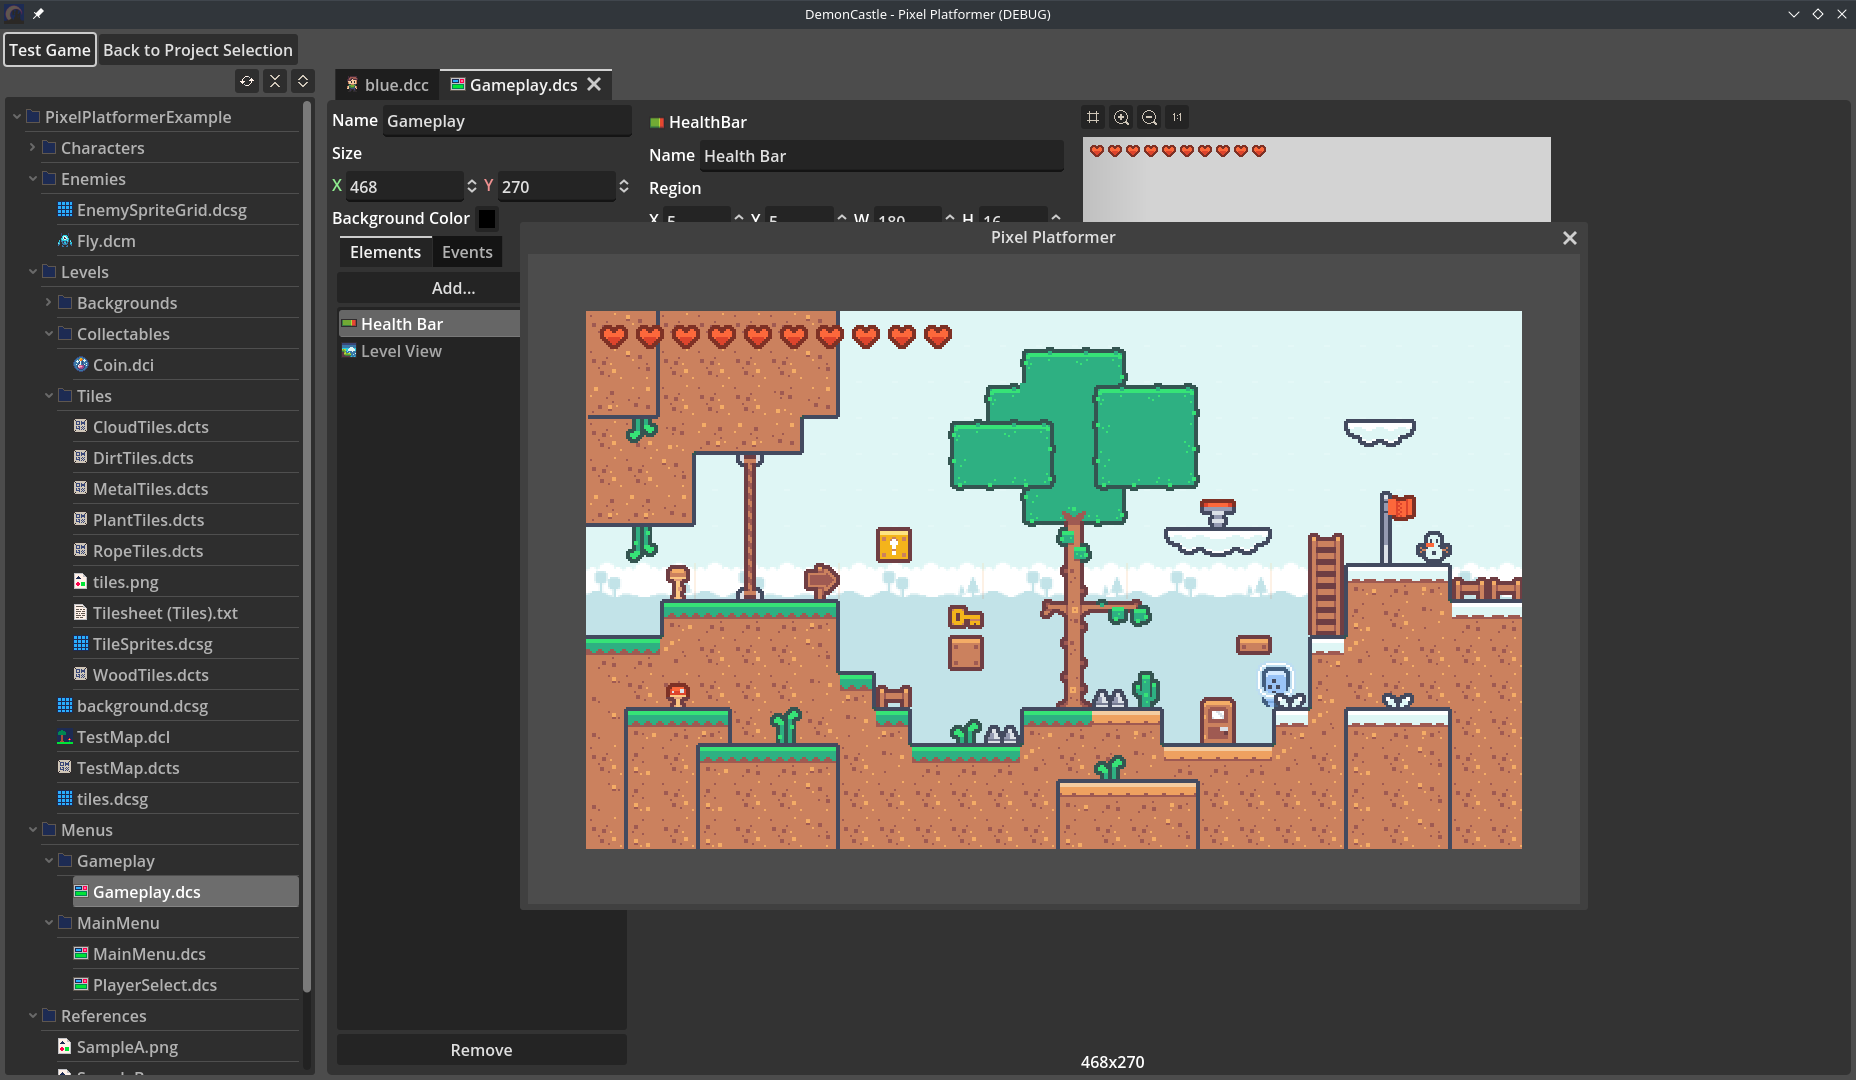 DemonCastle - Pixel Platformer (DEBUG)
Test Game
Back to Project Selection
PixelPlatformerExample
Characters
Enemies
EnemySpriteGrid.dcsg
Fly.dcm
Levels
Backgrounds
Collectables
Coin.dci
Tiles
CloudTiles.dcts
DirtTiles.dcts
MetalTiles.dcts
PlantTiles.dcts
RopeTiles.dcts
tiles.png
Tilesheet (Tiles).txt
TileSprites.dcsg
WoodTiles.dcts
background.dcsg
TestMap.dcl
TestMap.dcts
tiles.dcsg
Menus
Gameplay
Gameplay.dcs
MainMenu
MainMenu.dcs
PlayerSelect.dcs
References
SampleA.png
blue.dcc
Gameplay.dcs
Name Gameplay
Size
X 468 Y 270
Background Color
Elements
Events
Add...
Health Bar
Level View
Remove
HealthBar
Name Health Bar
Region
X 5 Y 5 W 180 H 16
1:1
Pixel Platformer
!
468x270